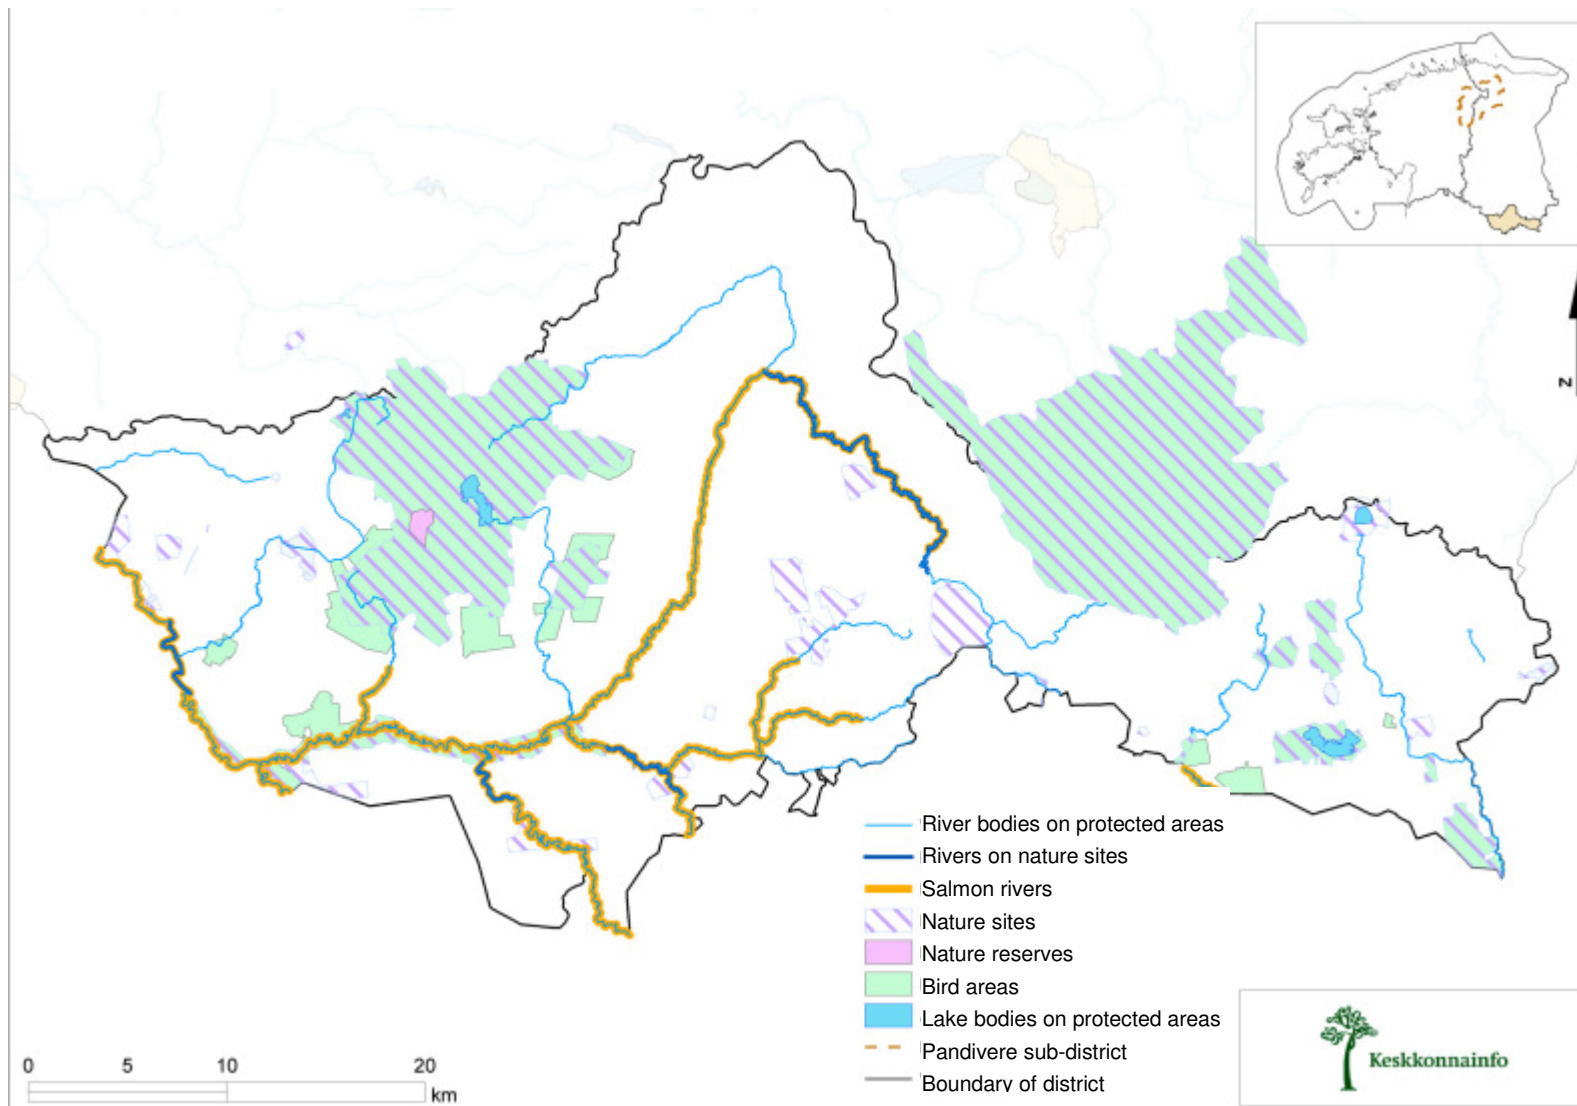 N
River bodies on protected areas
Rivers on nature sites
Salmon rivers
Nature sites
Nature reserves
Bird areas
Lake bodies on protected areas
Pandivere sub-district
Boundary of district
0 5 10 20
km
Keskkonnainfo